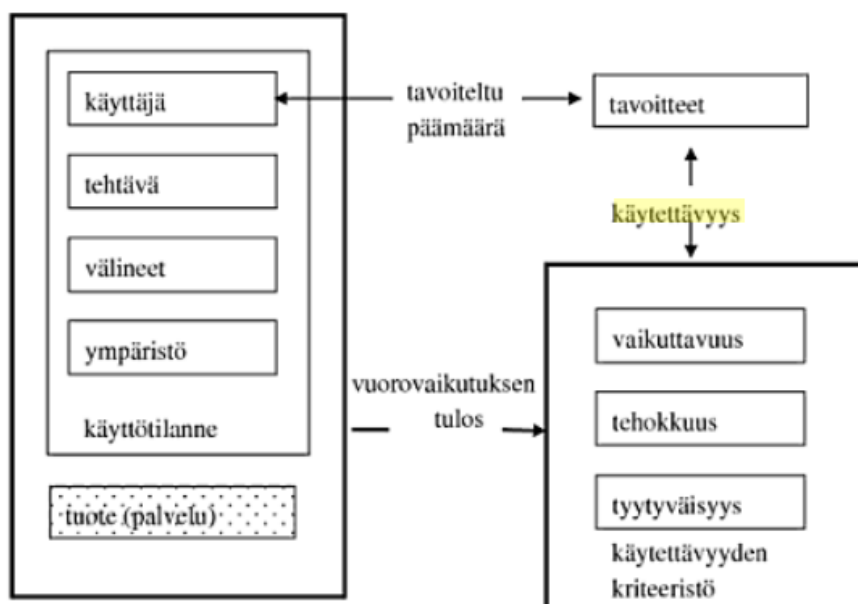 käyttäjä
tehtävä
välineet
ympäristö
käyttötilanne
tuote (palvelu)
tavoiteltu
päämäärä
tavoitteet
käytettävyys
vuorovaikutuksen
tulos
vaikuttavuus
tehokkuus
tyytyväisyys
käytettävyyden
kriteeristö